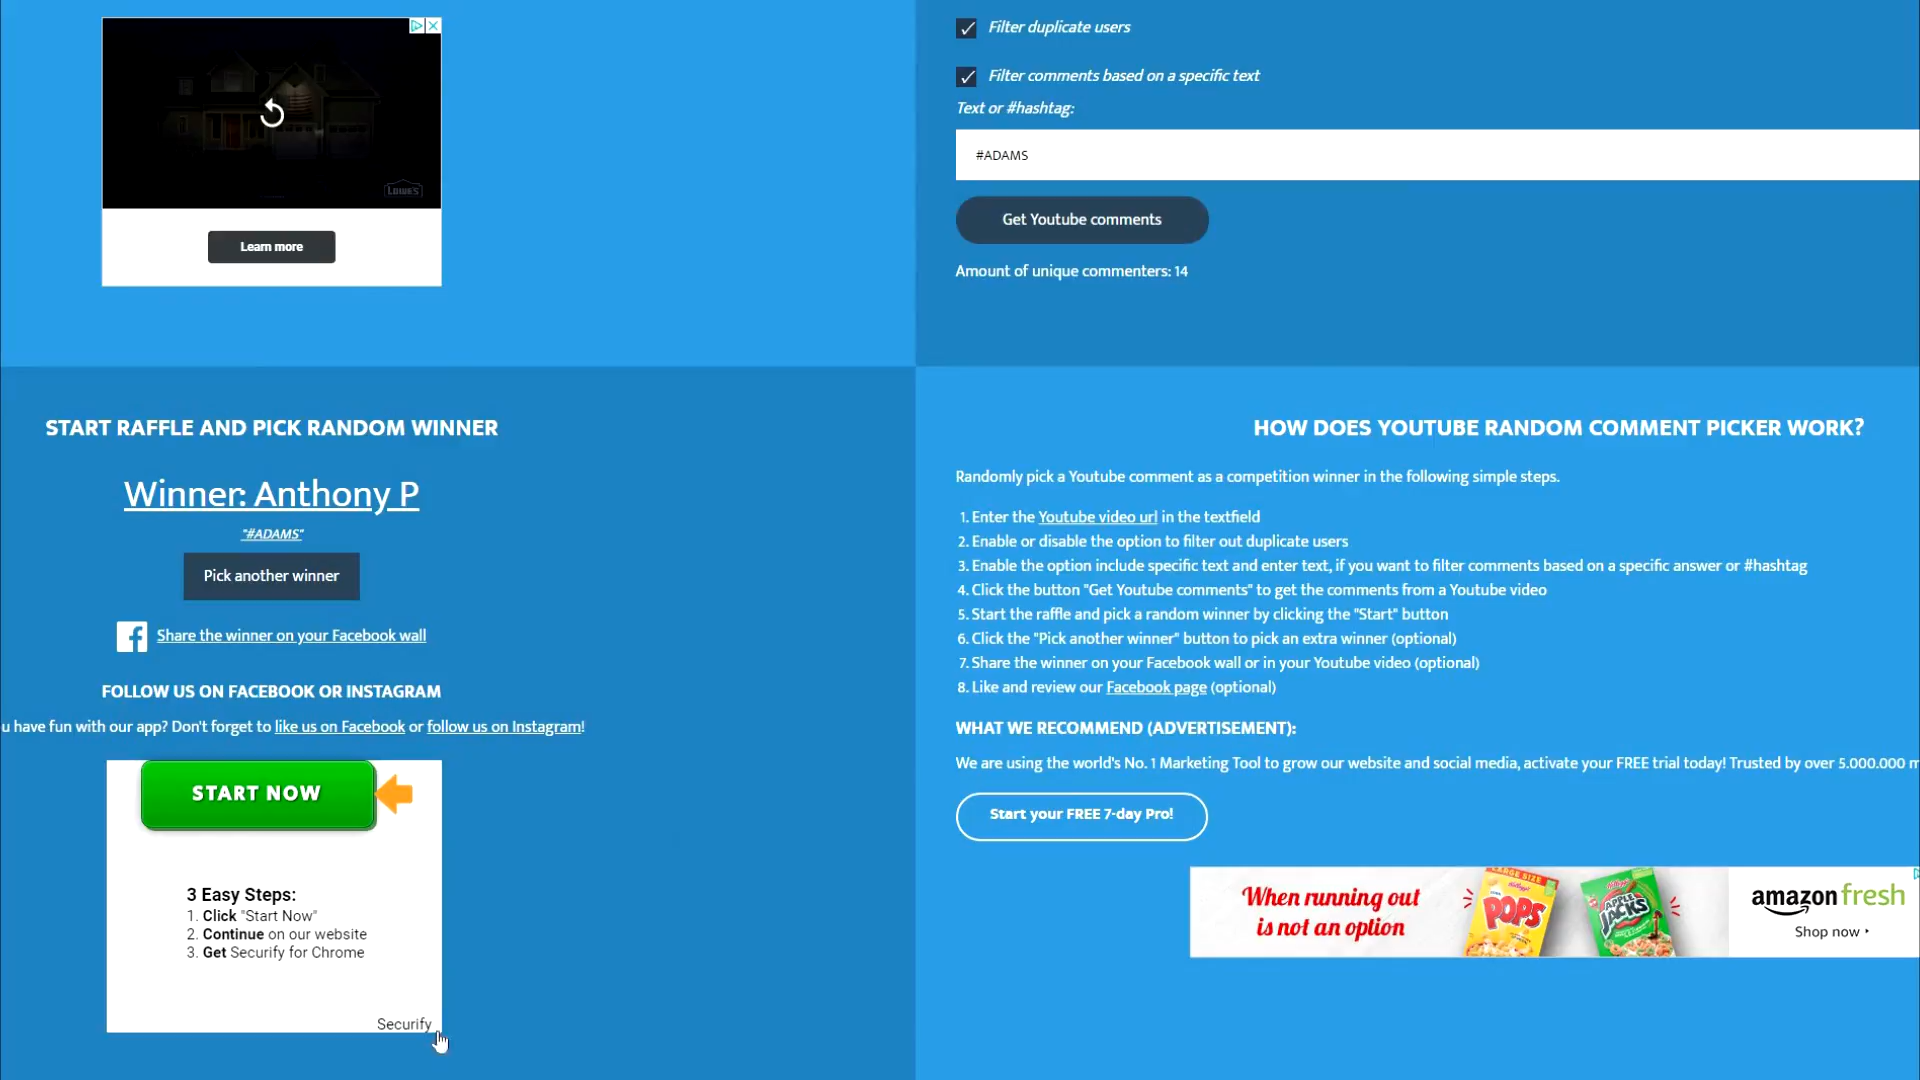 LOWE'S
Learn more
Filter duplicate users
Filter comments based on a specific text
Text or #hashtag:
#ADAMS
Get Youtube comments
Amount of unique commenters: 14
START RAFFLE AND PICK RANDOM WINNER
Winner: Anthony P
"#ADAMS"
Pick another winner
Share the winner on your Facebook wall
FOLLOW US ON FACEBOOK OR INSTAGRAM
u have fun with our app? Don't forget to like us on Facebook or follow us on Instagram!
START NOW
3 Easy Steps:
1. Click "Start Now"
2. Continue on our website
3. Get Securify for Chrome
Securify
HOW DOES YOUTUBE RANDOM COMMENT PICKER WORK?
Randomly pick a Youtube comment as a competition winner in the following simple steps.
1. Enter the Youtube video url in the textfield
2. Enable or disable the option to filter out duplicate users
3. Enable the option include specific text and enter text, if you want to filter comments based on a specific answer or #hashtag
4. Click the button "Get Youtube comments" to get the comments from a Youtube video
5. Start the raffle and pick a random winner by clicking the "Start" button
6. Click the "Pick another winner" button to pick an extra winner (optional)
7. Share the winner on your Facebook wall or in your Youtube video (optional)
8. Like and review our Facebook page (optional)
WHAT WE RECOMMEND (ADVERTISEMENT):
We are using the world's No. 1 Marketing Tool to grow our website and social media, activate your FREE trial today! Trusted by over 5.000.000 m
Start your FREE 7-day Pro!
When running out
is not an option
LARGE SIZE
Kellogg's
POPS
APPLE
JACKS
amazon fresh
Shop now